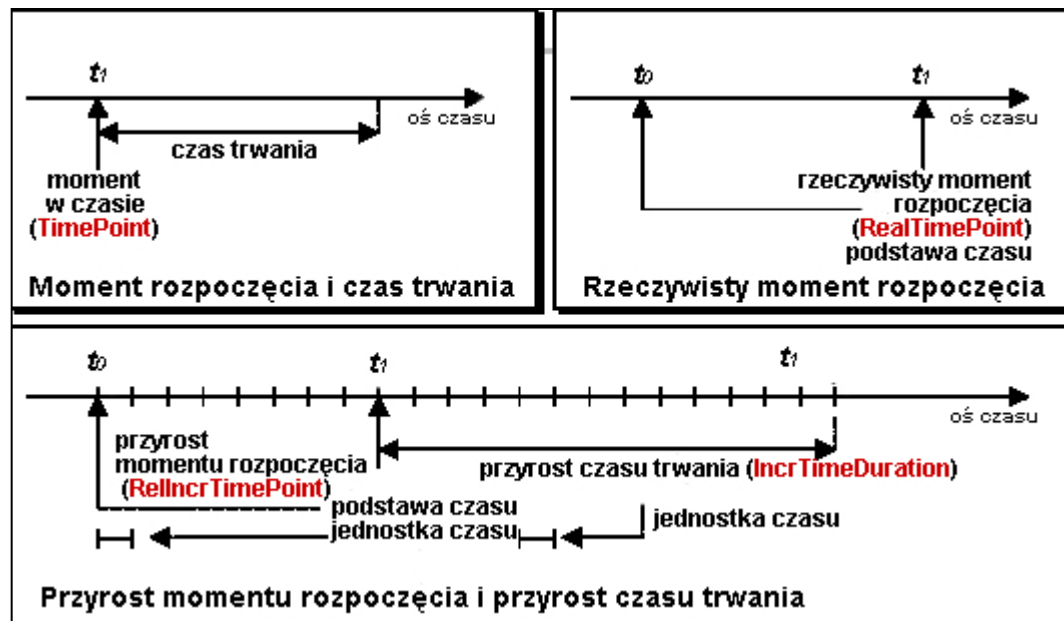 t1
oś czasu
czas trwania
moment
w czasie
(TimePoint)
Moment rozpoczęcia i czas trwania
t0 t1
oś czasu
rzeczywisty moment
rozpoczęcia
(RealTimePoint)
podstawa czasu
Rzeczywisty moment rozpoczęcia
t0 t1 t1
oś czasu
przyrost
momentu rozpoczęcia
(RelIncrTimePoint)
przyrost czasu trwania (IncrTimeDuration)
podstawa czasu
jednostka czasu
jednostka czasu
Przyrost momentu rozpoczęcia i przyrost czasu trwania